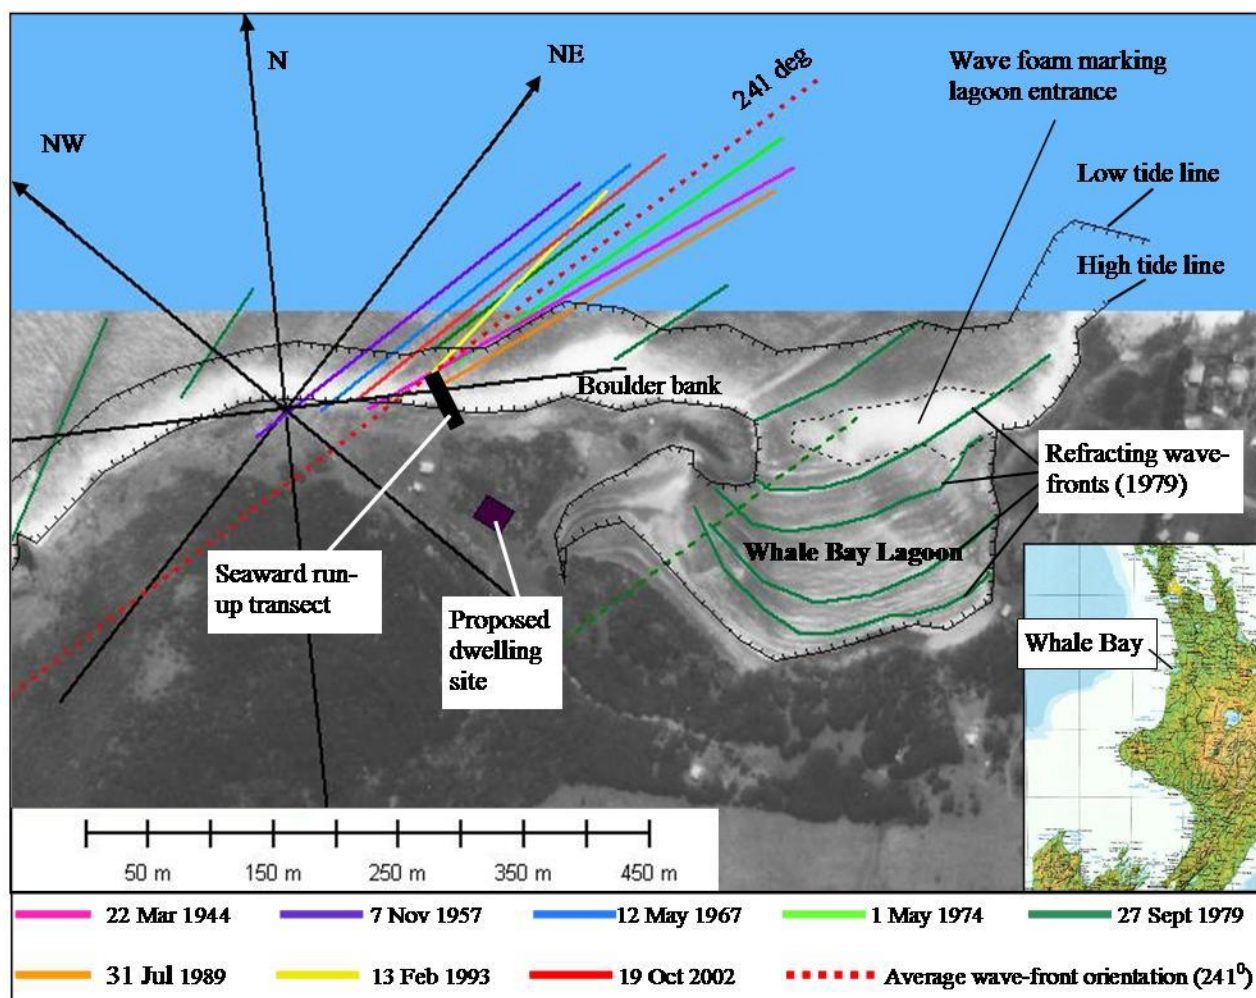 N
NE
NW
241 deg
Wave foam marking
lagoon entrance
Low tide line
High tide line
Boulder bank
Refracting wave-
fronts (1979)
Whale Bay Lagoon
Seaward run-
up transect
Proposed
dwelling
site
Whale Bay
50 m 150 m 250 m 350 m 450 m
22 Mar 1944 7 Nov 1957 12 May 1967 1 May 1974 27 Sept 1979
31 Jul 1989 13 Feb 1993 19 Oct 2002 Average wave-front orientation (241⁰)